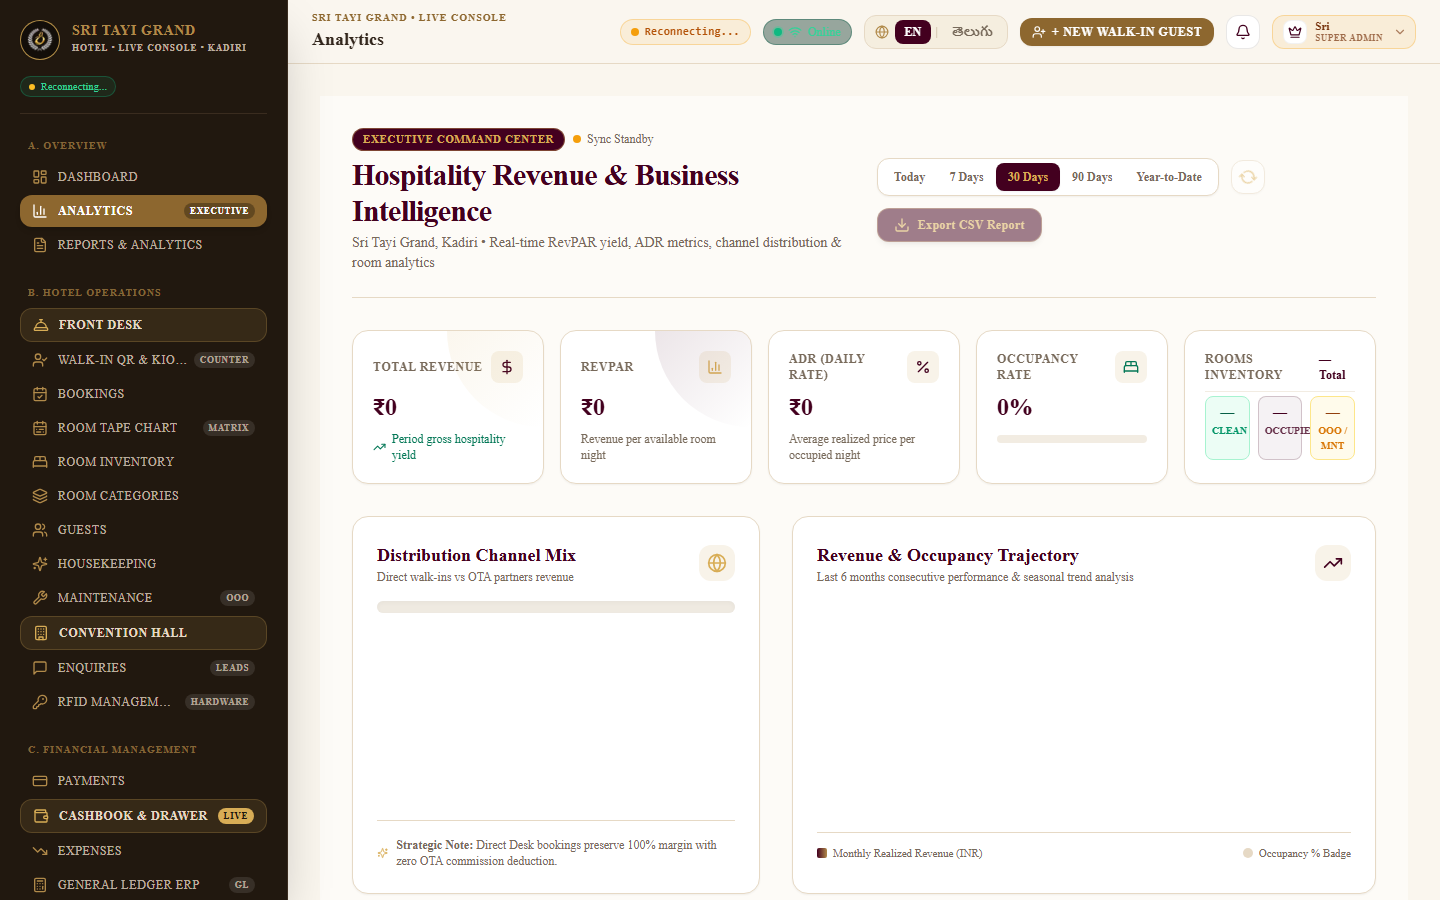 SRI TAYI GRAND
HOTEL • LIVE CONSOLE • KADIRI
Reconnecting...
A. OVERVIEW
DASHBOARD
ANALYTICS EXECUTIVE
REPORTS & ANALYTICS
B. HOTEL OPERATIONS
FRONT DESK
WALK-IN QR & KIO... COUNTER
BOOKINGS
ROOM TAPE CHART MATRIX
ROOM INVENTORY
ROOM CATEGORIES
GUESTS
HOUSEKEEPING
MAINTENANCE OOO
CONVENTION HALL
ENQUIRIES LEADS
RFID MANAGEM... HARDWARE
C. FINANCIAL MANAGEMENT
PAYMENTS
CASHBOOK & DRAWER LIVE
EXPENSES
GENERAL LEDGER ERP GL
SRI TAYI GRAND • LIVE CONSOLE
Analytics
Reconnecting...
EN తెలుగు
+ NEW WALK-IN GUEST
Sri
SUPER ADMIN
EXECUTIVE COMMAND CENTER Sync Standby
Hospitality Revenue & Business
Intelligence
Sri Tayi Grand, Kadiri • Real-time RevPAR yield, ADR metrics, channel distribution &
room analytics
Today 7 Days 30 Days 90 Days Year-to-Date
Export CSV Report
TOTAL REVENUE
₹0
Period gross hospitality
yield
REVPAR
₹0
Revenue per available room
night
ADR (DAILY
RATE)
₹0
Average realized price per
occupied night
OCCUPANCY
RATE
0%
ROOMS
INVENTORY
—
Total
—
CLEAN
—
OCCUPIE
—
OOO /
MNT
Distribution Channel Mix
Direct walk-ins vs OTA partners revenue
Strategic Note: Direct Desk bookings preserve 100% margin with
zero OTA commission deduction.
Revenue & Occupancy Trajectory
Last 6 months consecutive performance & seasonal trend analysis
Monthly Realized Revenue (INR)
Occupancy % Badge